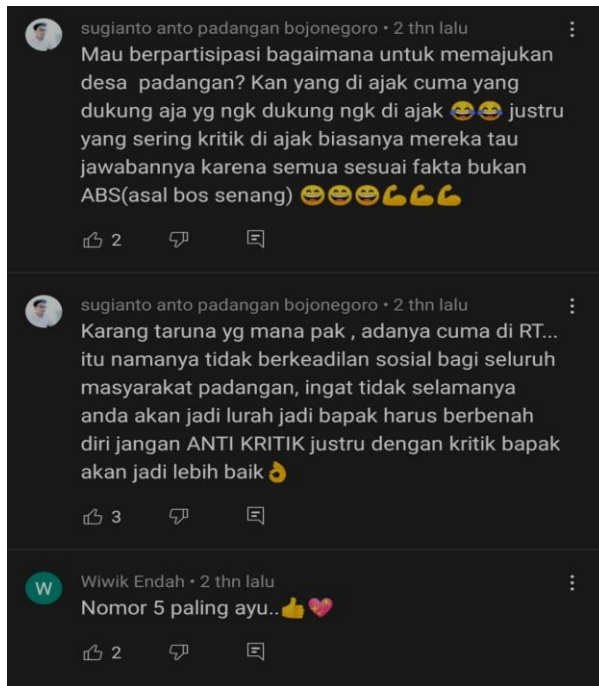 sugianto anto padangan bojonegoro • 2 thn lalu
Mau berpartisipasi bagaimana untuk memajukan
desa padangan? Kan yang di ajak cuma yang
dukung aja yg ngk dukung ngk di ajak 😂😂 justru
yang sering kritik di ajak biasanya mereka tau
jawabannya karena semua sesuai fakta bukan
ABS(asal bos senang) 😄😄😄💪💪💪
2
sugianto anto padangan bojonegoro • 2 thn lalu
Karang taruna yg mana pak , adanya cuma di RT...
itu namanya tidak berkeadilan sosial bagi seluruh
masyarakat padangan, ingat tidak selamanya
anda akan jadi lurah jadi bapak harus berbenah
diri jangan ANTI KRITIK justru dengan kritik bapak
akan jadi lebih baik👌
3
W
Wiwik Endah • 2 thn lalu
Nomor 5 paling ayu..👍💖
2